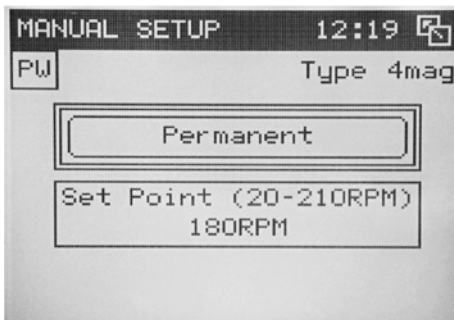 MANUAL SETUP 12:19
PW Type 4mag
Permanent
Set Point (20-210RPM)
180RPM